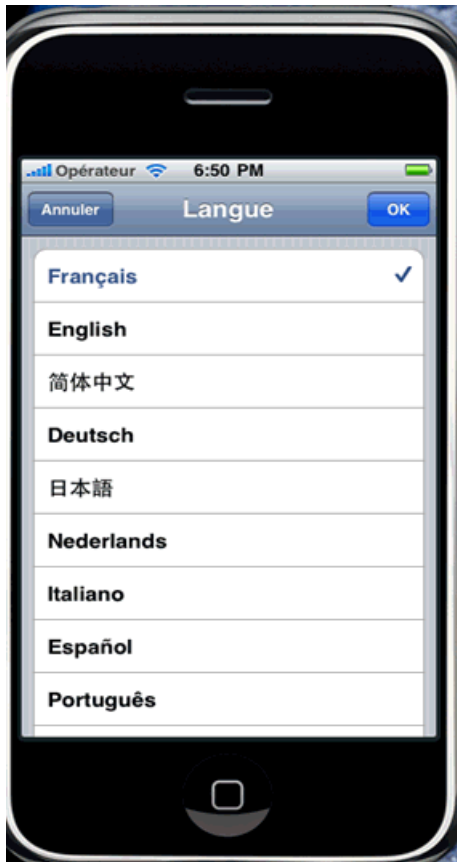 Opérateur 6:50 PM
Annuler Langue OK
Français
English
简体中文
Deutsch
日本語
Nederlands
Italiano
Español
Português